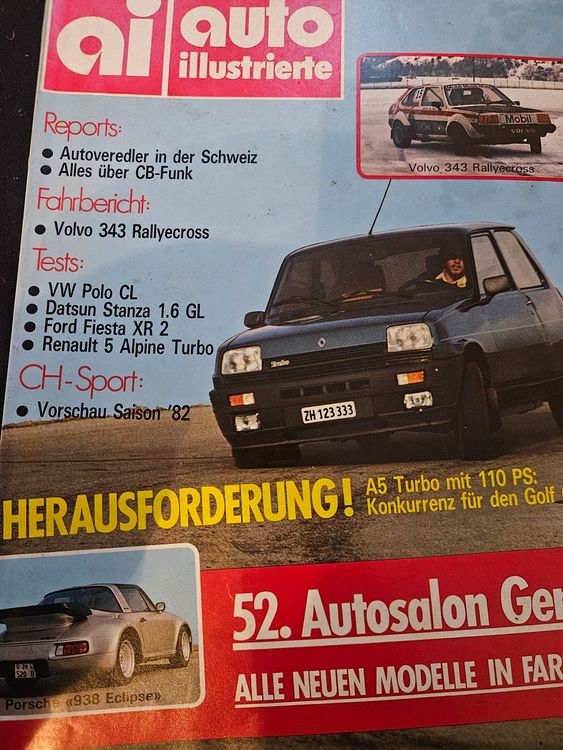 ai auto
illustrierte
Reports:
• Autoveredler in der Schweiz
• Alles über CB-Funk
Fahrbericht:
• Volvo 343 Rallyecross
Tests:
• VW Polo CL
• Datsun Stanza 1.6 GL
• Ford Fiesta XR 2
• Renault 5 Alpine Turbo
CH-Sport:
• Vorschau Saison '82
15
Mobil
VOLVO
Volvo 343 Rallyecross
Turbo
ZH 123 333
HERAUSFORDERUNG!
A5 Turbo mit 110 PS:
Konkurrenz für den Golf
Porsche «938 Eclipse»
52. Autosalon Gen
ALLE NEUEN MODELLE IN FAR